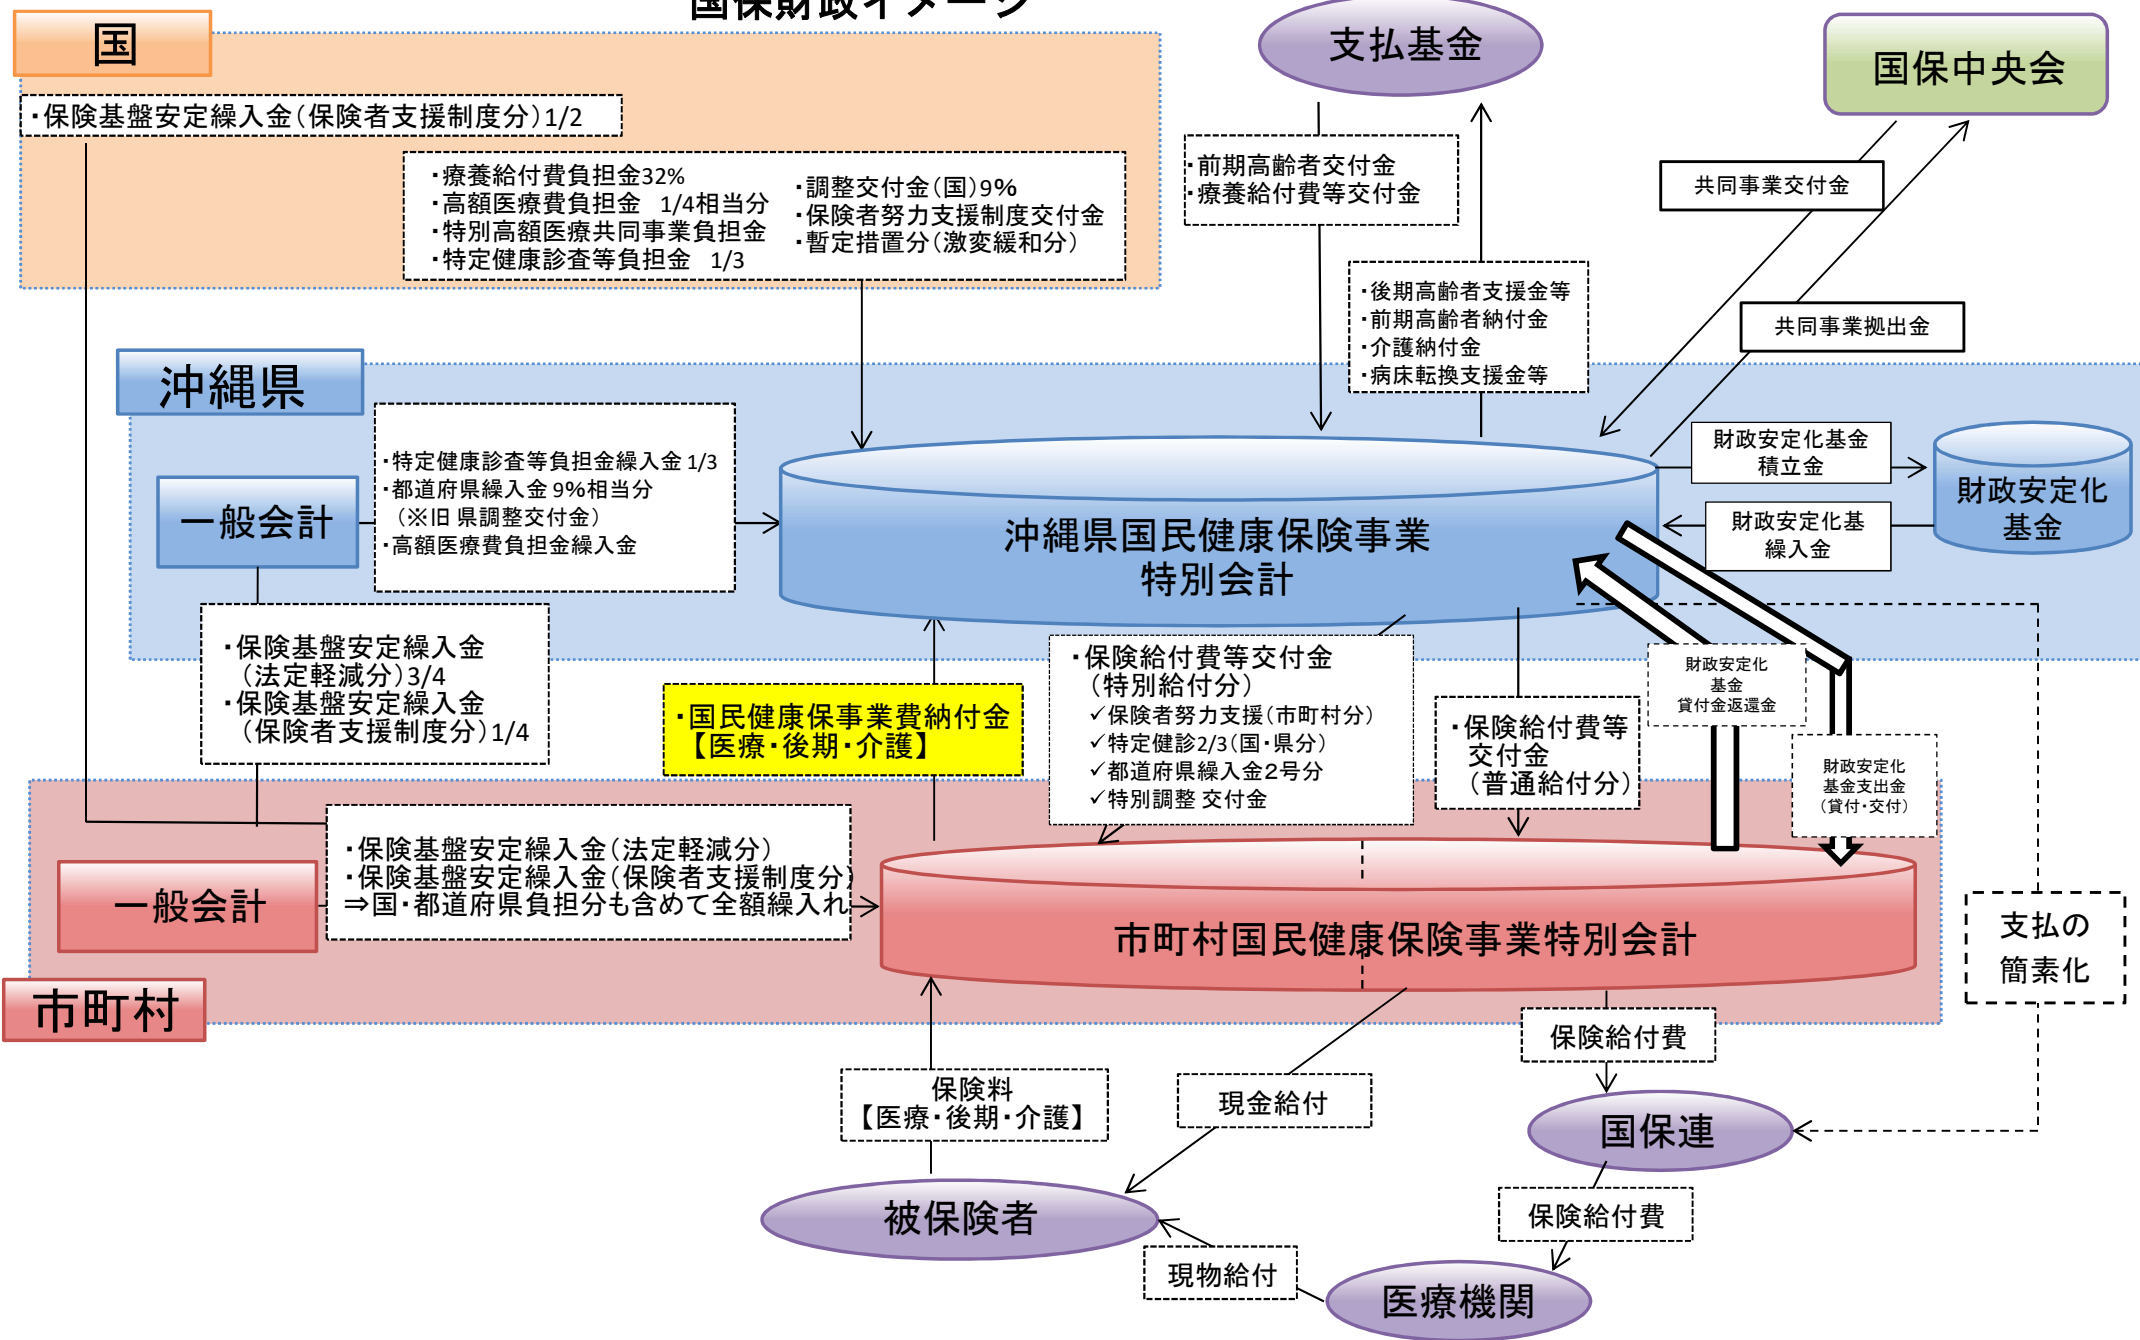 国保財政イメージ
国
・保険基盤安定繰入金(保険者支援制度分)1/2
・療養給付費負担金32%
・高額医療費負担金 1/4相当分
・特別高額医療共同事業負担金
・特定健康診査等負担金 1/3
・調整交付金(国)9%
・保険者努力支援制度交付金
・暫定措置分(激変緩和分)
支払基金
国保中央会
・前期高齢者交付金
・療養給付費等交付金
共同事業交付金
・後期高齢者支援金等
・前期高齢者納付金
・介護納付金
・病床転換支援金等
共同事業拠出金
沖縄県
一般会計
・特定健康診査等負担金繰入金 1/3
・都道府県繰入金 9%相当分
(※旧 県調整交付金)
・高額医療費負担金繰入金
沖縄県国民健康保険事業
特別会計
財政安定化基金
積立金
財政安定化基
繰入金
財政安定化
基金
・保険基盤安定繰入金
(法定軽減分)3/4
・保険基盤安定繰入金
(保険者支援制度分)1/4
・国民健康保事業費納付金
【医療・後期・介護】
・保険給付費等交付金
(特別給付分)
✓保険者努力支援(市町村分)
✓特定健診2/3(国・県分)
✓都道府県繰入金2号分
✓特別調整 交付金
・保険給付費等
交付金
(普通給付分)
財政安定化
基金
貸付金返還金
財政安定化
基金支出金
(貸付・交付)
一般会計
・保険基盤安定繰入金(法定軽減分)
・保険基盤安定繰入金(保険者支援制度分)
⇒国・都道府県負担分も含めて全額繰入れ
市町村国民健康保険事業特別会計
市町村
支払の
簡素化
保険料
【医療・後期・介護】
現金給付
保険給付費
国保連
被保険者
保険給付費
現物給付
医療機関